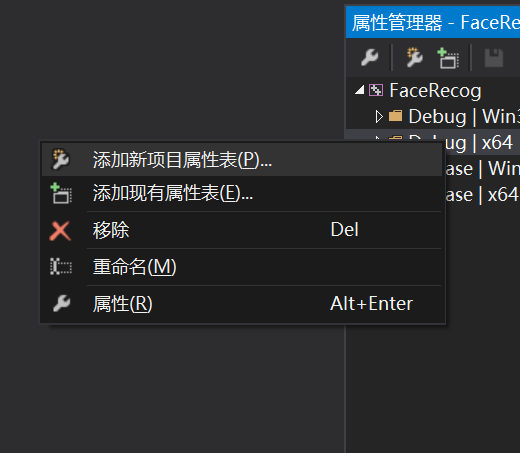 属性管理器 - FaceRe
FaceRecog
Debug | Win3
Debug | x64
ase | Win
ase | x64
添加新项目属性表(P)...
添加现有属性表(E)...
移除 Del
重命名(M)
属性(R) Alt+Enter